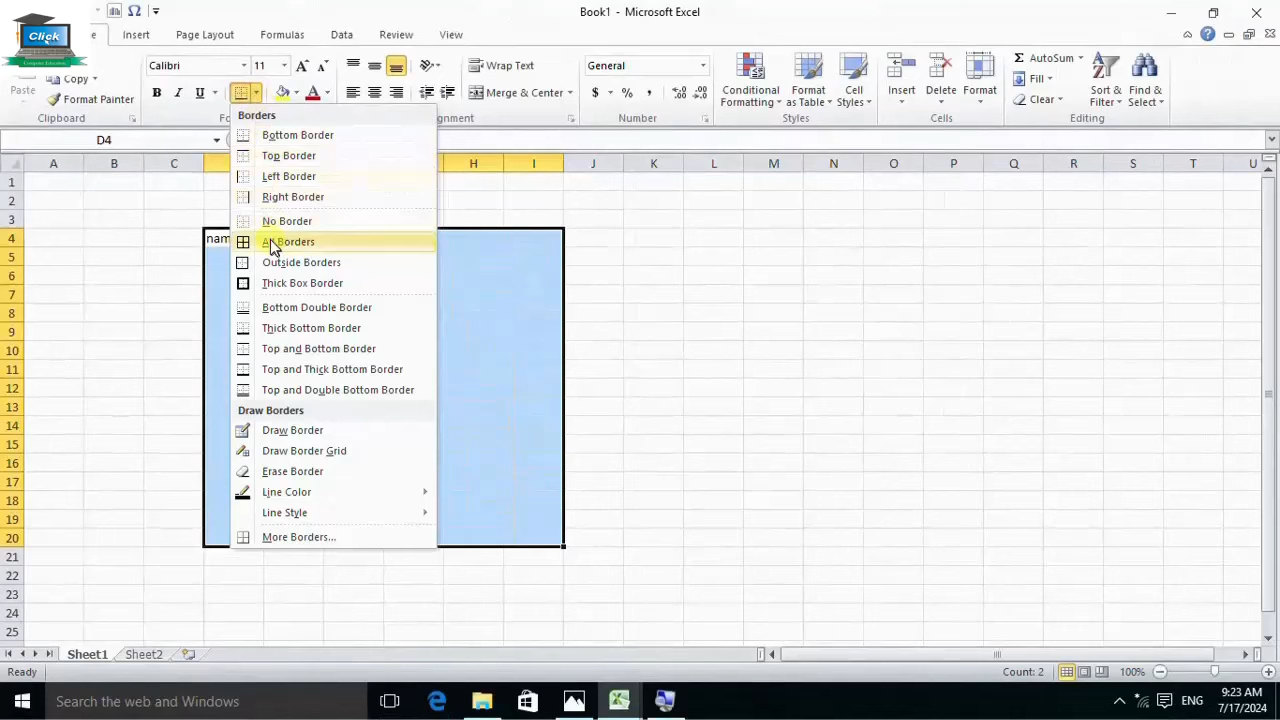 Book1 - Microsoft Excel
Click
Computer Education
Insert
Page Layout
Formulas
Data
Review
View
Calibri
11
Wrap Text
General
AutoSum
Paste
Copy
Format Painter
B I U
Merge & Center
$ % ,
Conditional Formatting
Format as Table
Cell Styles
Insert
Delete
Format
Fill
Clear
Sort & Filter
Find & Select
Clipboard
Number
Styles
Cells
Editing
D4
Borders
Bottom Border
Top Border
Left Border
Right Border
No Border
All Borders
Outside Borders
Thick Box Border
Bottom Double Border
Thick Bottom Border
Top and Bottom Border
Top and Thick Bottom Border
Top and Double Bottom Border
Draw Borders
Draw Border
Draw Border Grid
Erase Border
Line Color
Line Style
More Borders...
A B C H I J K L M N O P Q R S T U
1
2
3
4
5
6
7
8
9
10
11
12
13
14
15
16
17
18
19
20
21
22
23
24
25
Sheet1
Sheet2
Ready
Count: 2
100%
Search the web and Windows
ENG
9:23 AM
7/17/2024